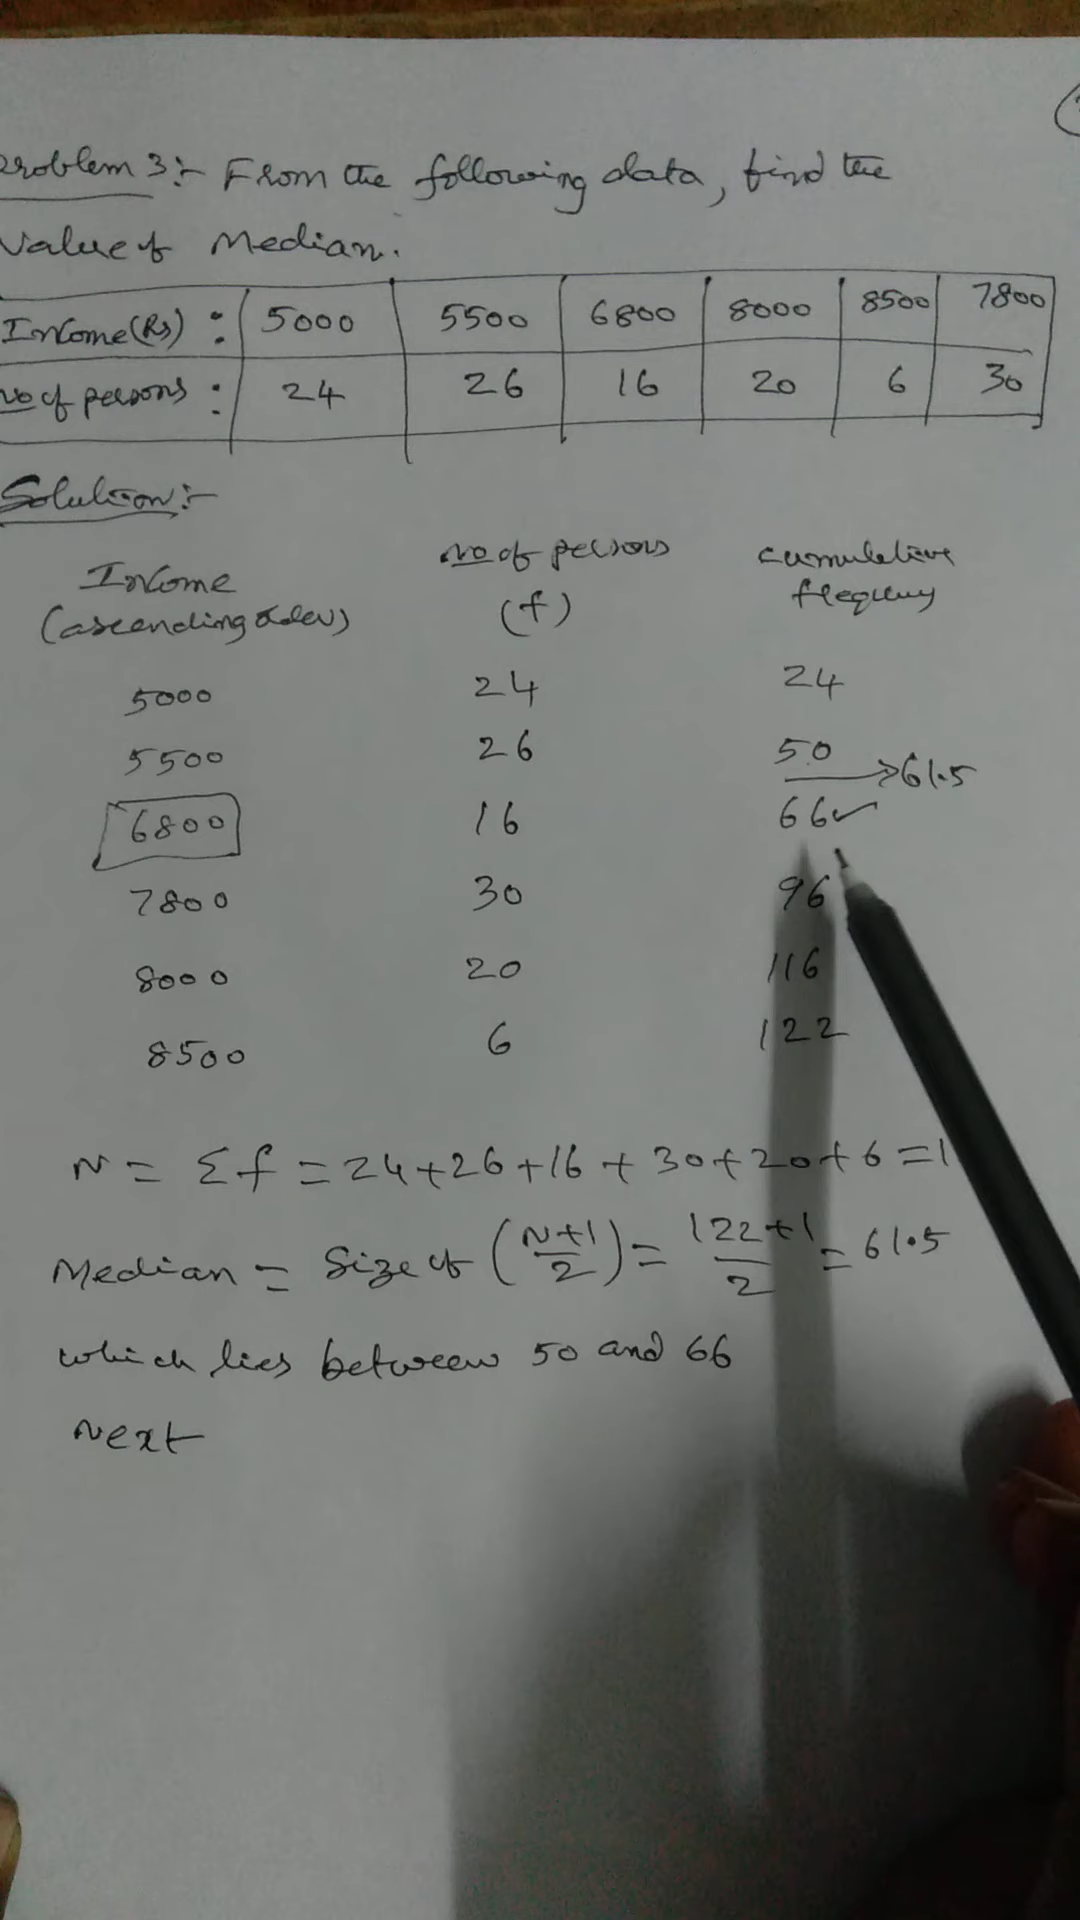 Problem 3:- From the following data, find the
value of Median.
Income (Rs) : 5000 5500 6800 8000 8500 7800
No of persons : 24 26 16 20 6 30
Solution:-
Income No of persons cumulative
(ascending order) (f) frequency
5000 24 24
5500 26 50 →61.5
6800 16 66✓
7800 30 96
8000 20 116
8500 6 122
N = Σf = 24+26+16+30+20+6=1
Median = Size of (N+1/2) = 122+1/2 = 61.5
which lies between 50 and 66
Next